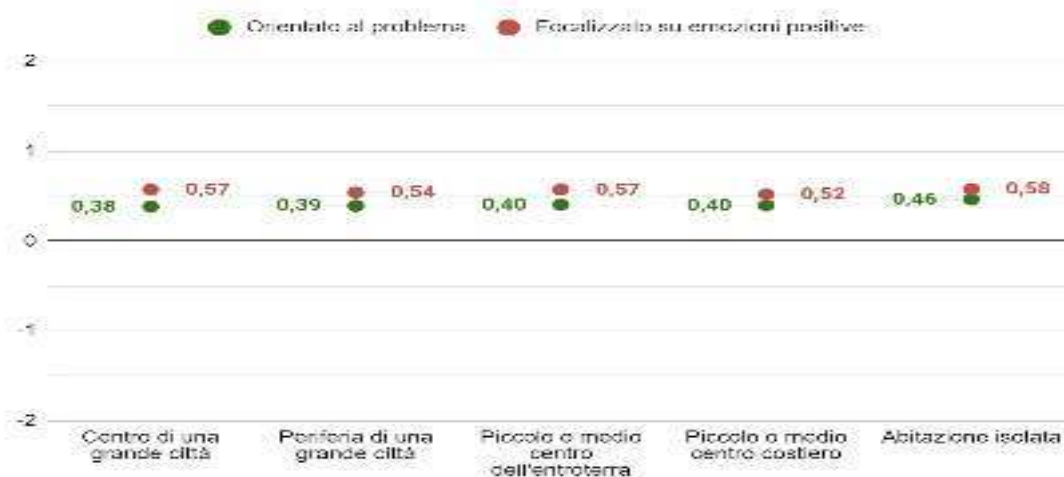 Orientato al problema Focalizzato su emozioni positive
2
1
0
-1
-2
0,38 0,57 0,39 0,54 0,40 0,57 0,40 0,52 0,46 0,58
Centro di una
grande città
Periferia di una
grande città
Piccolo o medio
centro
dell'entroterra
Piccolo o medio
centro costiero
Abitazione isolata